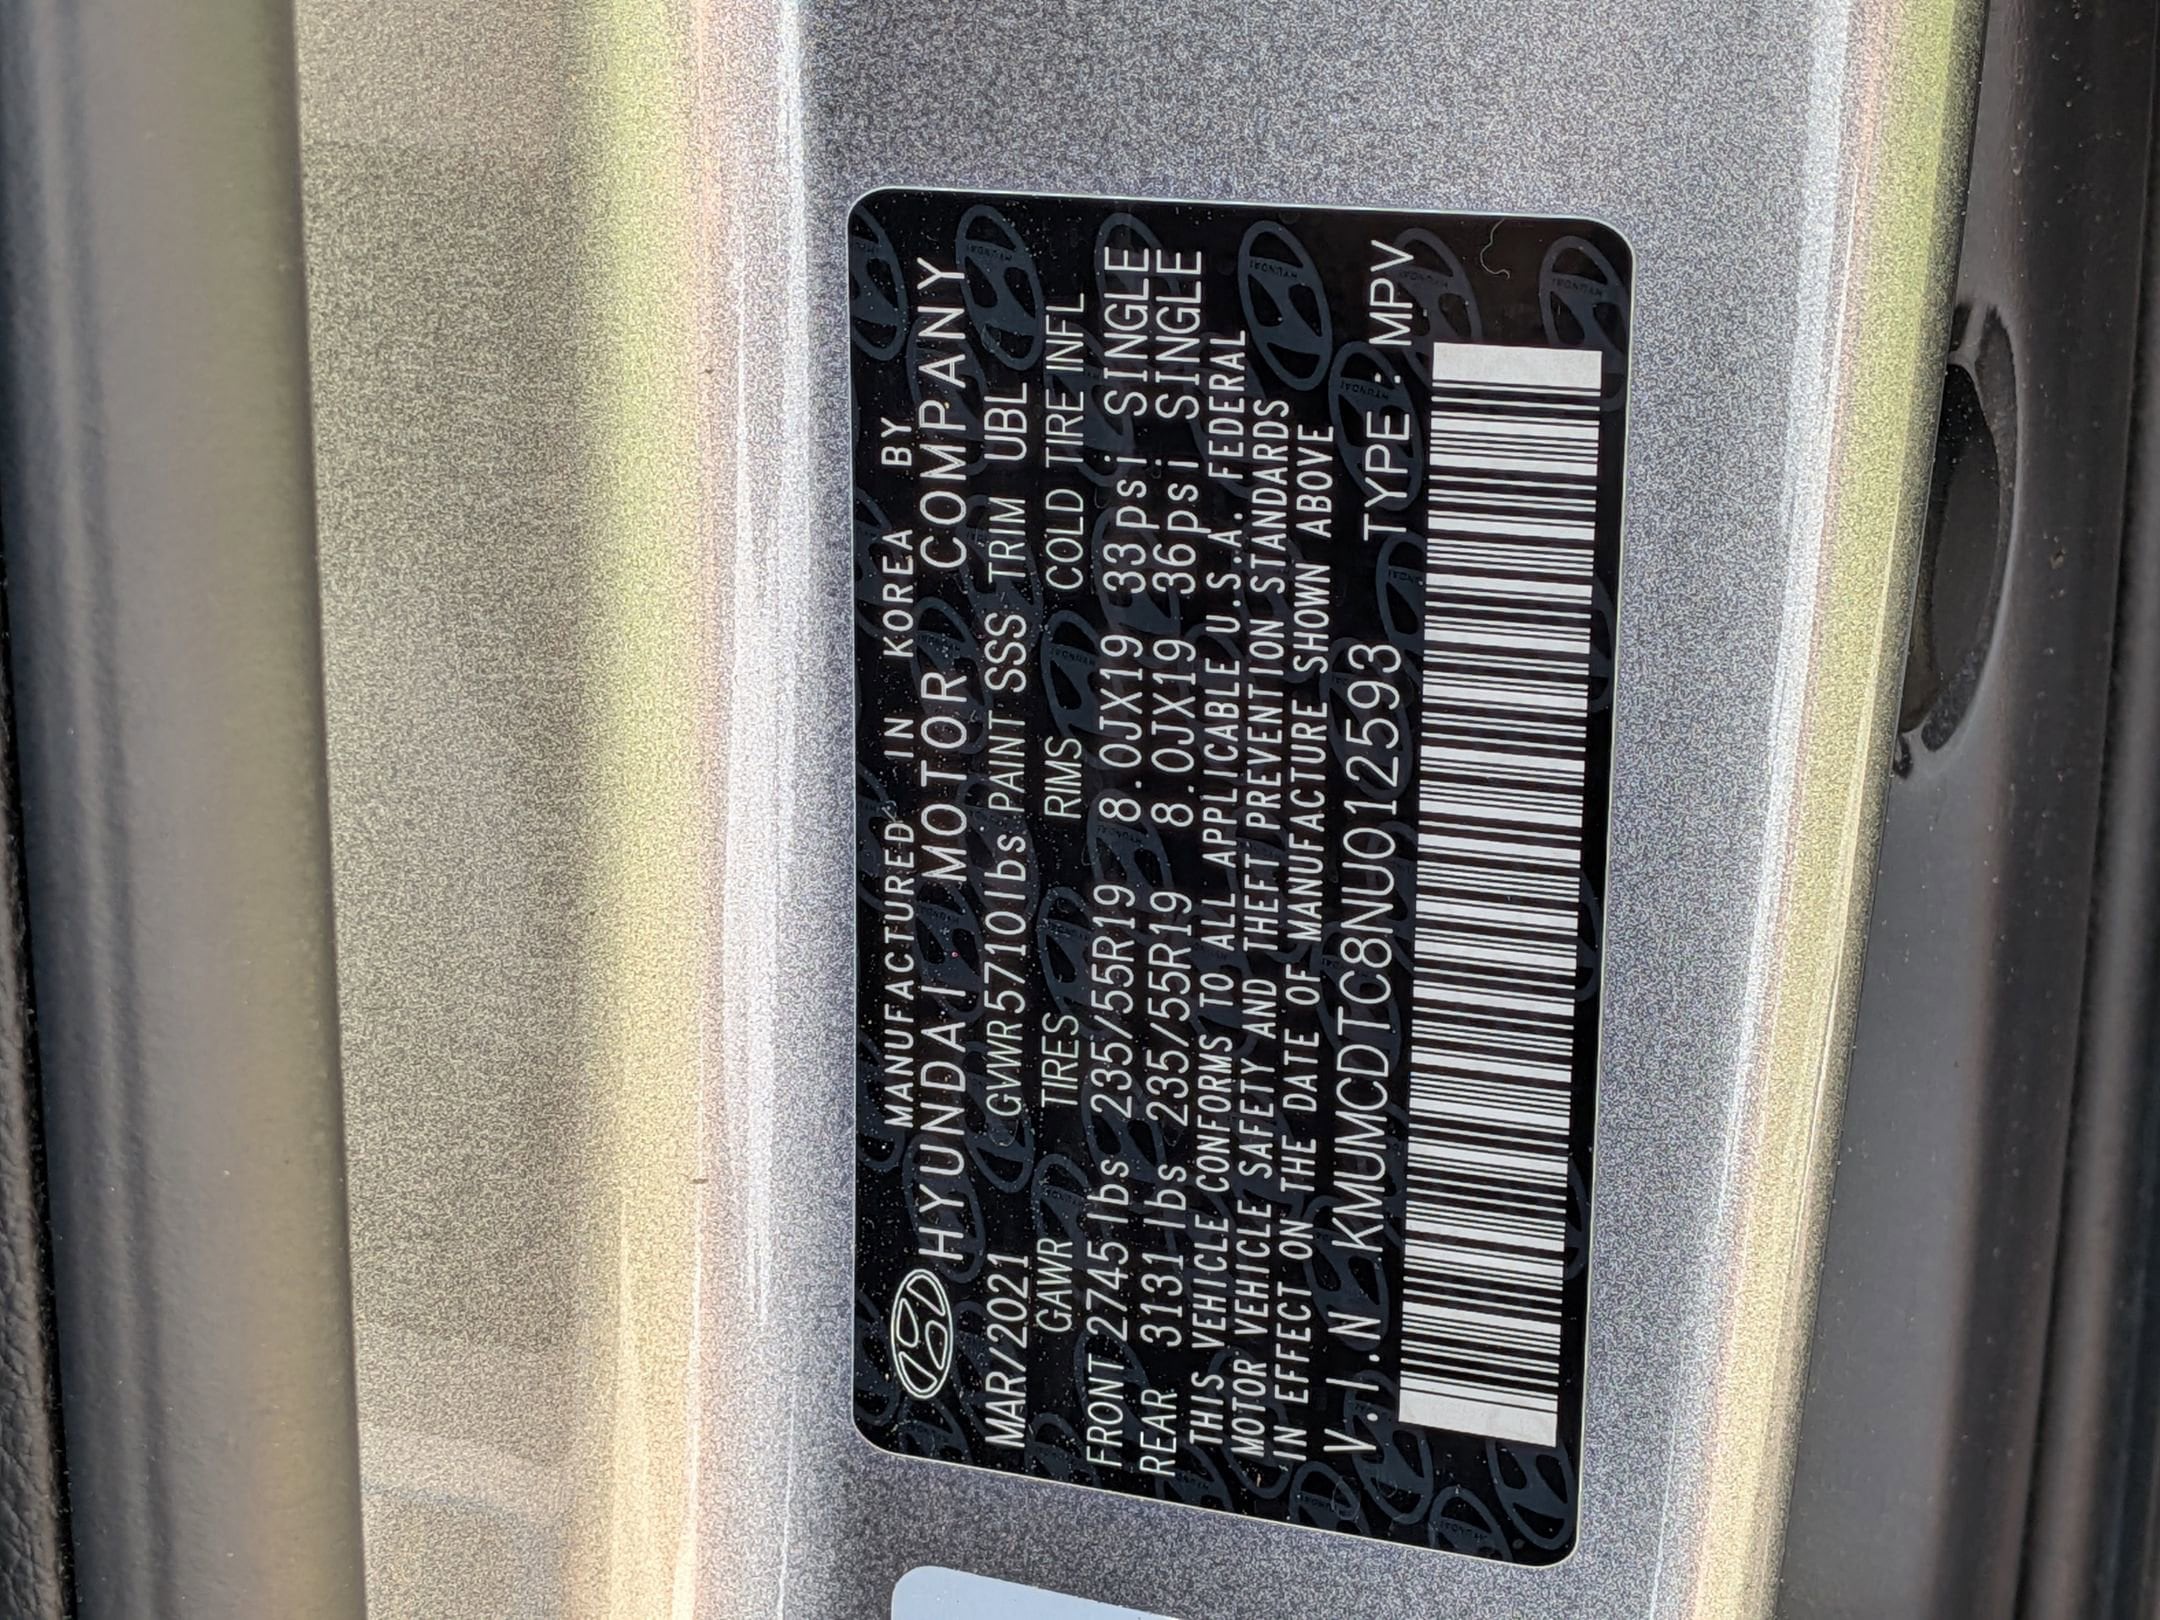 MANUFACTURED IN KOREA BY
HYUNDAI MOTOR COMPANY
MAR/2021 GVWR5710lbs PAINT SSS TRIM UBL
GAWR TIRES RIMS COLD TIRE INFL
FRONT 2745lbs 235/55R19 8.0JX19 33psi SINGLE
REAR 3131lbs 235/55R19 8.0JX19 36psi SINGLE
THIS VEHICLE CONFORMS TO ALL APPLICABLE U.S.A. FEDERAL
MOTOR VEHICLE SAFETY AND THEFT PREVENTION STANDARDS
IN EFFECT ON THE DATE OF MANUFACTURE SHOWN ABOVE
V.I.N KMUMCDTC8NU012593 TYPE : MPV